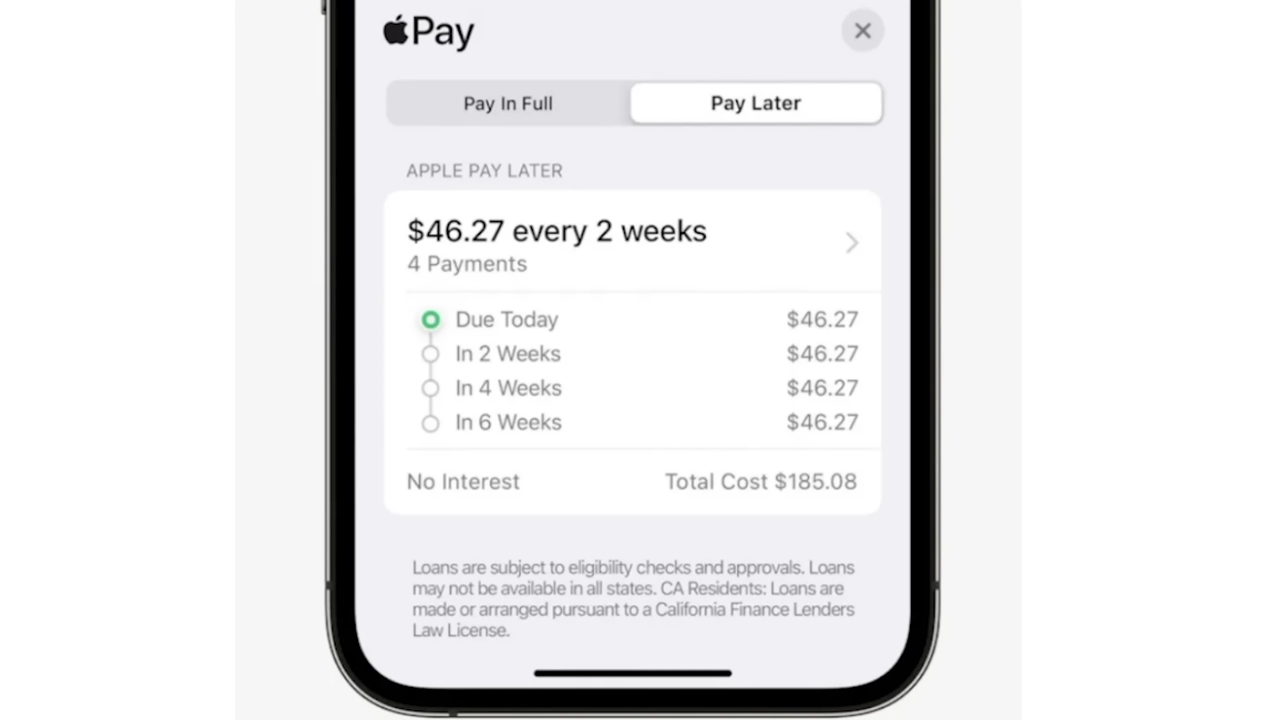 Pay
Pay In Full
Pay Later
APPLE PAY LATER
$46.27 every 2 weeks
4 Payments
Due Today $46.27
In 2 Weeks $46.27
In 4 Weeks $46.27
In 6 Weeks $46.27
No Interest Total Cost $185.08
Loans are subject to eligibility checks and approvals. Loans
may not be available in all states. CA Residents: Loans are
made or arranged pursuant to a California Finance Lenders
Law License.